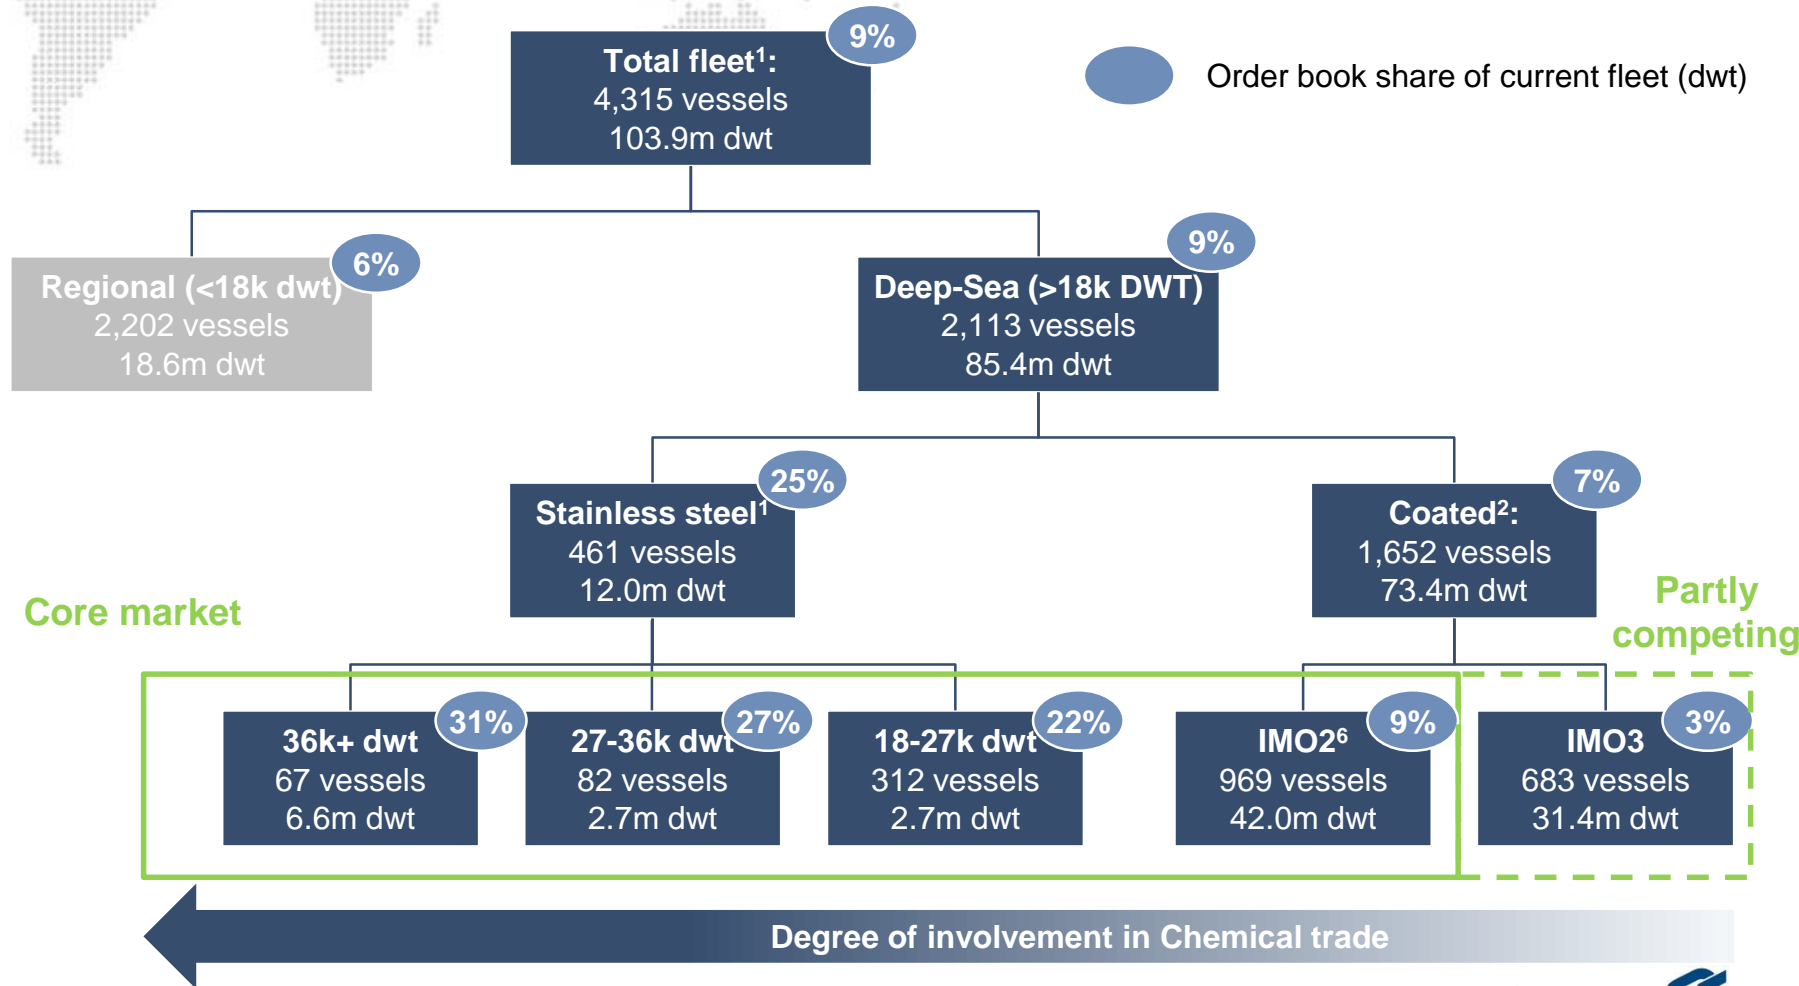 9%
Total fleet¹:
4,315 vessels
103.9m dwt
Order book share of current fleet (dwt)
6%
Regional (<18k dwt)
2,202 vessels
18.6m dwt
9%
Deep-Sea (>18k DWT)
2,113 vessels
85.4m dwt
25%
Stainless steel¹
461 vessels
12.0m dwt
7%
Coated²:
1,652 vessels
73.4m dwt
Core market
Partly
competing
31%
36k+ dwt
67 vessels
6.6m dwt
27%
27-36k dwt
82 vessels
2.7m dwt
22%
18-27k dwt
312 vessels
2.7m dwt
9%
IMO2⁶
969 vessels
42.0m dwt
3%
IMO3
683 vessels
31.4m dwt
Degree of involvement in Chemical trade